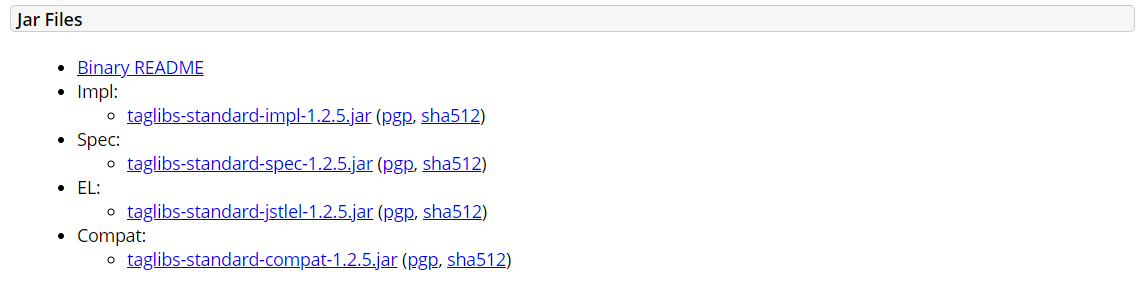 Jar Files
Binary README
Impl:
taglibs-standard-impl-1.2.5.jar (pgp, sha512)
Spec:
taglibs-standard-spec-1.2.5.jar (pgp, sha512)
EL:
taglibs-standard-jstlel-1.2.5.jar (pgp, sha512)
Compat:
taglibs-standard-compat-1.2.5.jar (pgp, sha512)